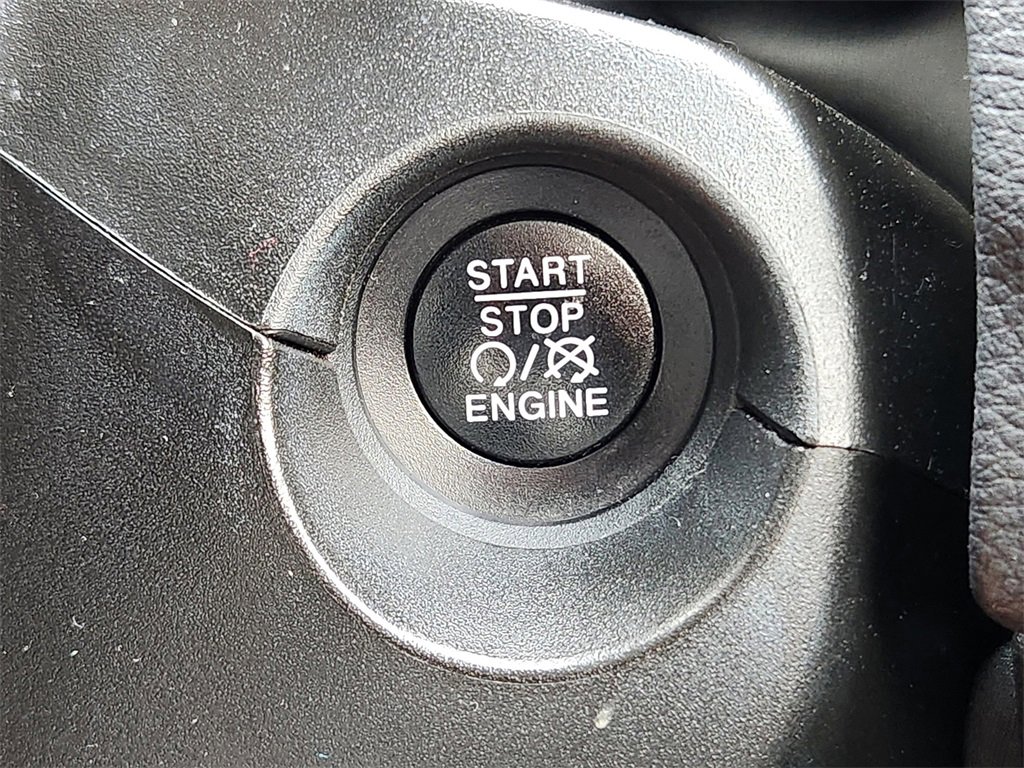 START
STOP
/
ENGINE